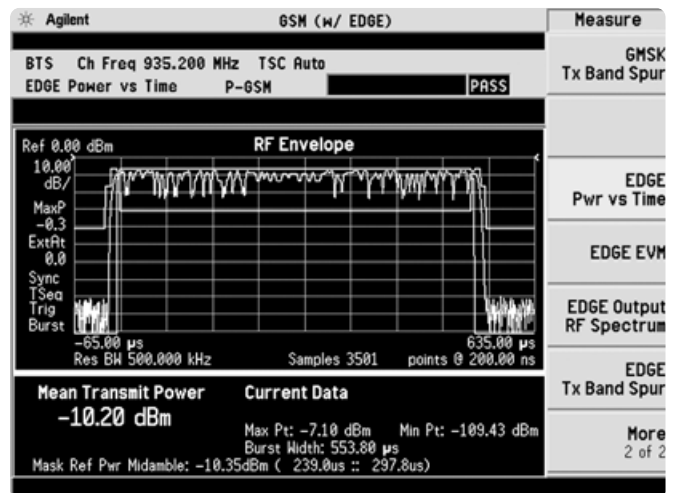 Agilent
GSM (w/ EDGE)
Measure
BTS Ch Freq 935.200 MHz TSC Auto
EDGE Power vs Time P-GSM PASS
GMSK
Tx Band Spur
Ref 0.00 dBm
RF Envelope
10.00
dB/
MaxP
-0.3
ExtAt
0.0
Sync
TSeq
Trig
Burst
-65.00 µs
635.00 µs
Res BW 500.000 kHz Samples 3501 points @ 200.00 ns
EDGE
Pwr vs Time
EDGE EVM
EDGE Output
RF Spectrum
EDGE
Tx Band Spur
More
2 of 2
Mean Transmit Power
-10.20 dBm
Current Data
Max Pt: -7.10 dBm Min Pt: -109.43 dBm
Burst Width: 553.80 µs
Mask Ref Pwr Midamble: -10.35dBm ( 239.0us :: 297.8us)